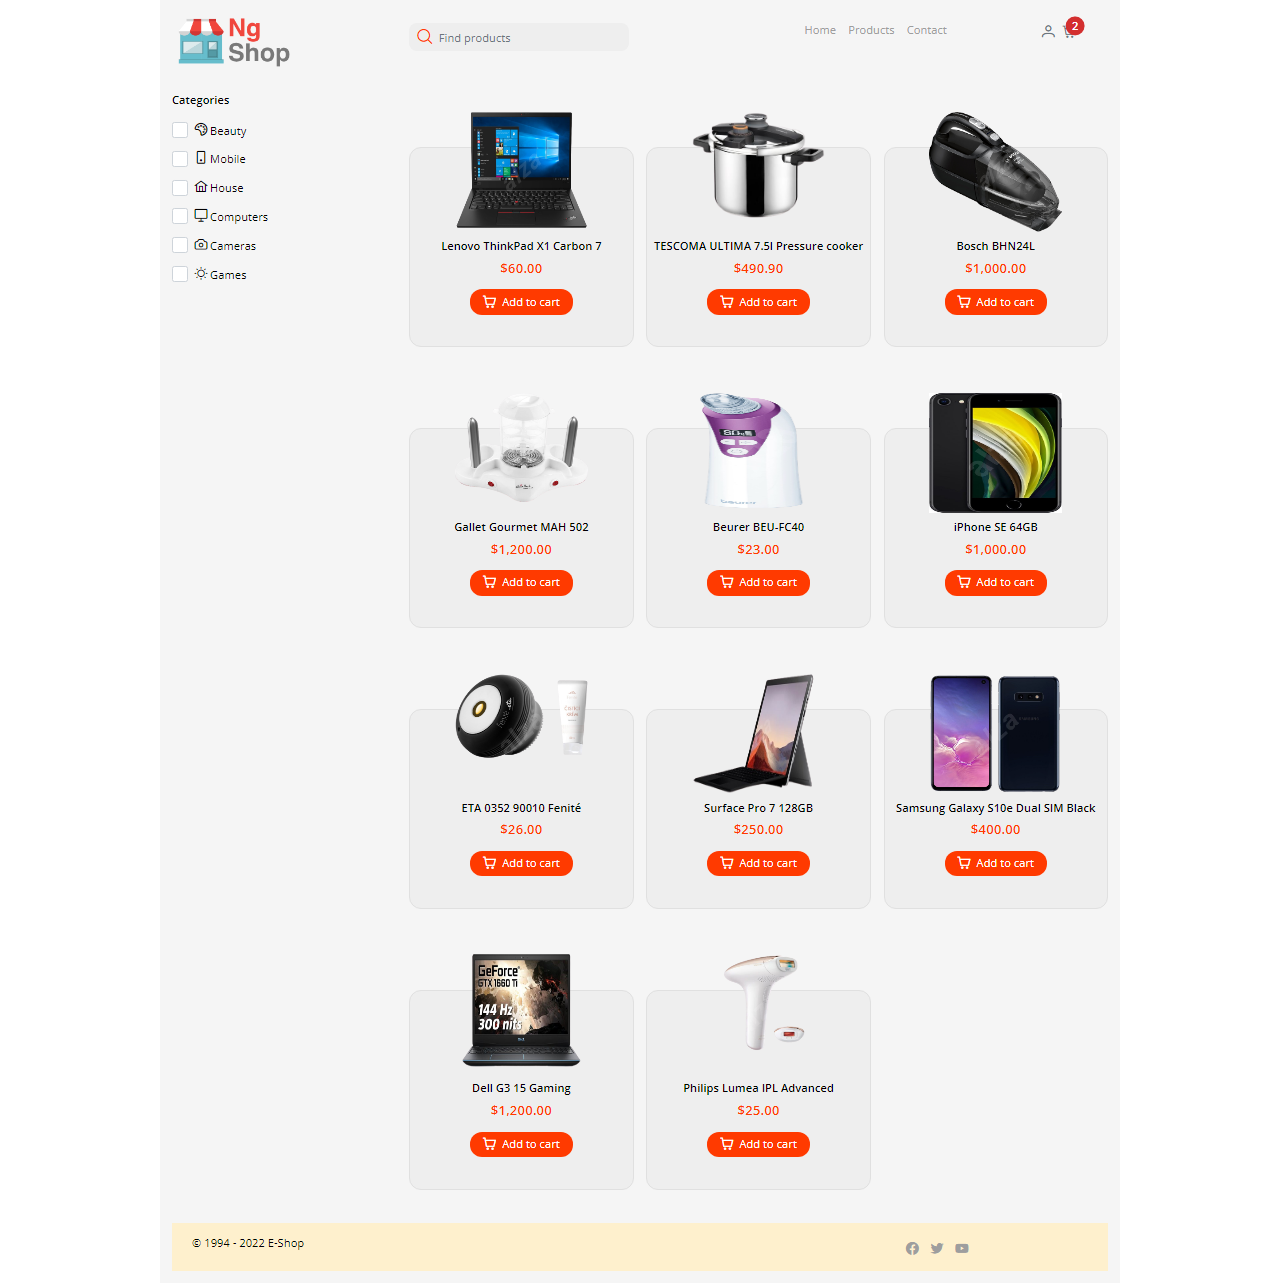 Ng
Shop
Find products
Home Products Contact
2
Categories
Beauty
Mobile
House
Computers
Cameras
Games
Lenovo ThinkPad X1 Carbon 7
$60.00
Add to cart
TESCOMA ULTIMA 7.5l Pressure cooker
$490.90
Add to cart
Bosch BHN24L
$1,000.00
Add to cart
Gallet Gourmet MAH 502
$1,200.00
Add to cart
Beurer BEU-FC40
$23.00
Add to cart
iPhone SE 64GB
$1,000.00
Add to cart
ETA 0352 90010 Fenité
$26.00
Add to cart
Surface Pro 7 128GB
$250.00
Add to cart
Samsung Galaxy S10e Dual SIM Black
$400.00
Add to cart
GeForce
GTX 1660 Ti
144 Hz
300 nits
Dell G3 15 Gaming
$1,200.00
Add to cart
Philips Lumea IPL Advanced
$25.00
Add to cart
© 1994 - 2022 E-Shop